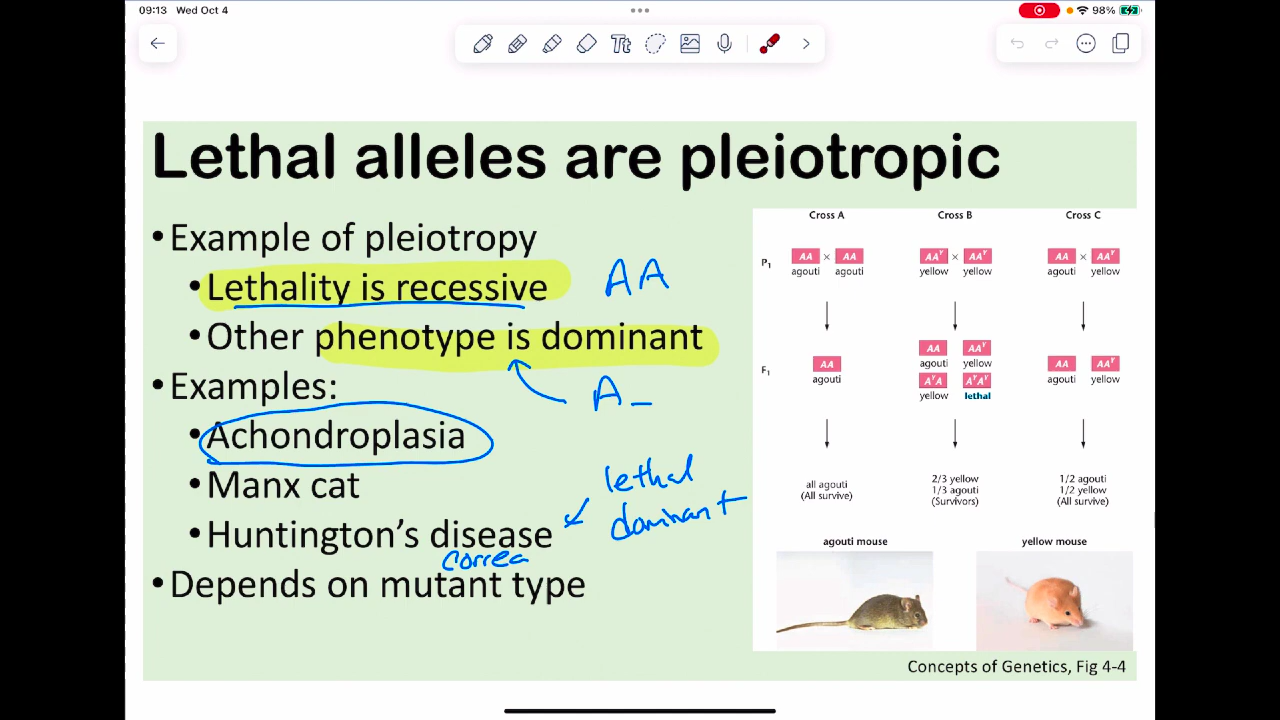 09:13 Wed Oct 4
98%
Tt
Lethal alleles are pleiotropic
•Example of pleiotropy
•Lethality is recessive AA
•Other phenotype is dominant
A_
•Examples:
•Achondroplasia
•Manx cat
•Huntington's disease
lethal
dominant
correa
•Depends on mutant type
Cross A Cross B Cross C
P1
AA × AA AAʸ × AAʸ AA × AAʸ
agouti agouti yellow yellow agouti yellow
F1
AA AAʸ
agouti yellow
AʸA AʸAʸ
yellow lethal
AA
agouti
AA AAʸ
agouti yellow
all agouti
(All survive)
2/3 yellow
1/3 agouti
(Survivors)
1/2 agouti
1/2 yellow
(All survive)
agouti mouse yellow mouse
Concepts of Genetics, Fig 4-4